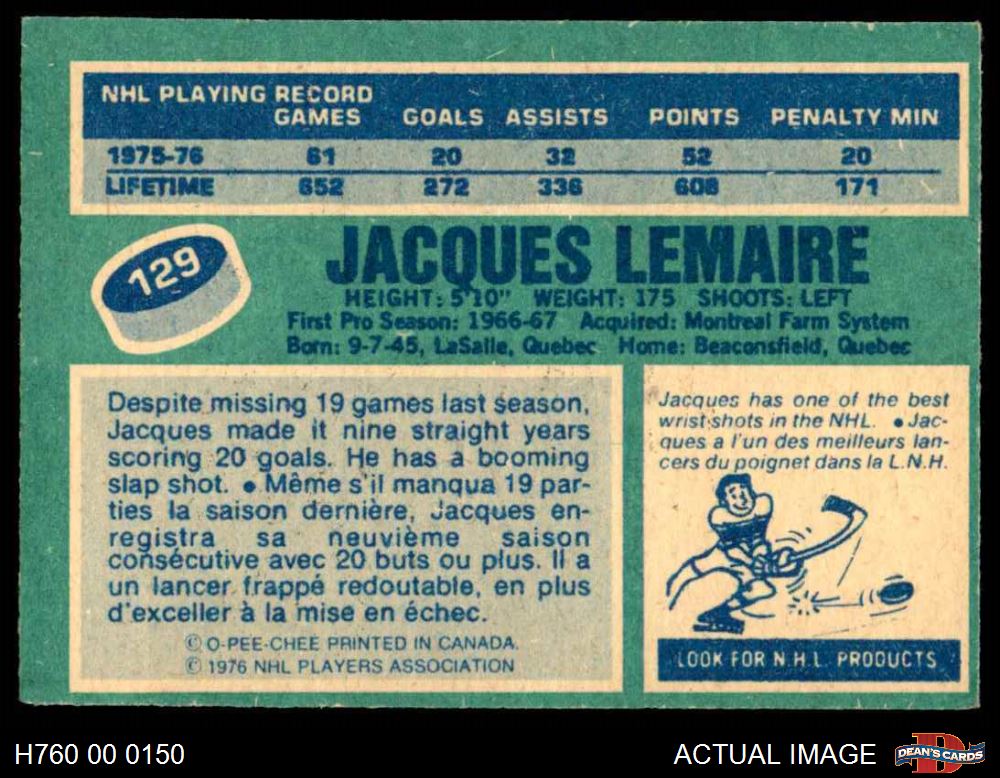 NHL PLAYING RECORD
GAMES GOALS ASSISTS POINTS PENALTY MIN
1975-76 61 20 32 52 20
LIFETIME 652 272 336 608 171
129
JACQUES LEMAIRE
HEIGHT: 5'10" WEIGHT: 175 SHOOTS: LEFT
First Pro Season: 1966-67 Acquired: Montreal Farm System
Born: 9-7-45, LaSalle, Quebec Home: Beaconsfield, Quebec
Despite missing 19 games last season,
Jacques made it nine straight years
scoring 20 goals. He has a booming
slap shot. • Même s'il manqua 19 par-
ties la saison dernière, Jacques en-
registra sa neuvième saison
consécutive avec 20 buts ou plus. Il a
un lancer frappé redoutable, en plus
d'exceller à la mise en échec.
© O-PEE-CHEE PRINTED IN CANADA.
© 1976 NHL PLAYERS ASSOCIATION
Jacques has one of the best
wrist shots in the NHL. • Jac-
ques a l'un des meilleurs lan-
cers du poignet dans la L.N.H.
LOOK FOR N.H.L. PRODUCTS
H760 00 0150
ACTUAL IMAGE
DEAN'S CARDS